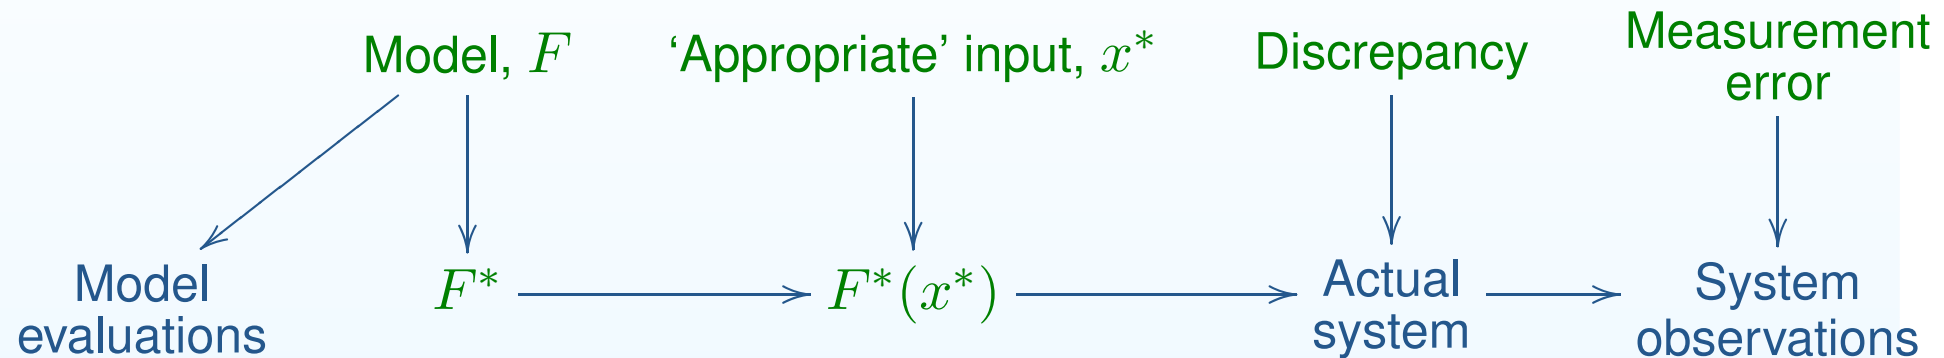 Model, F
‘Appropriate’ input, x*
Discrepancy
Measurement
error
Model
evaluations
F*
F*(x*)
Actual
system
System
observations